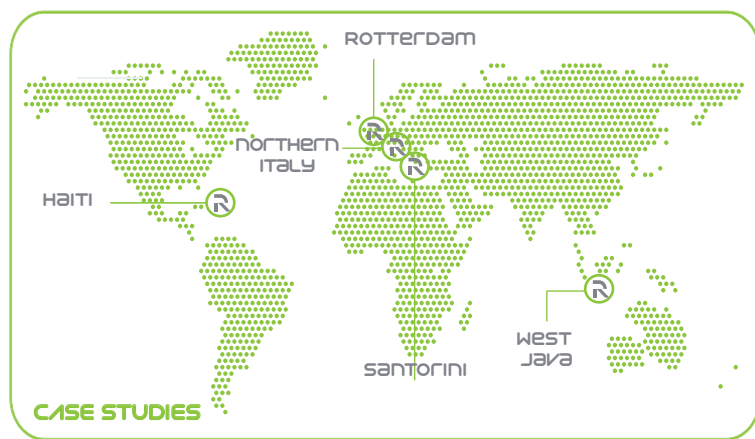 ROTTERDAM
NORTHERN
ITALY
HAITI
WEST
JAVA
SANTORINI
CASE STUDIES
R
R
R
R
R